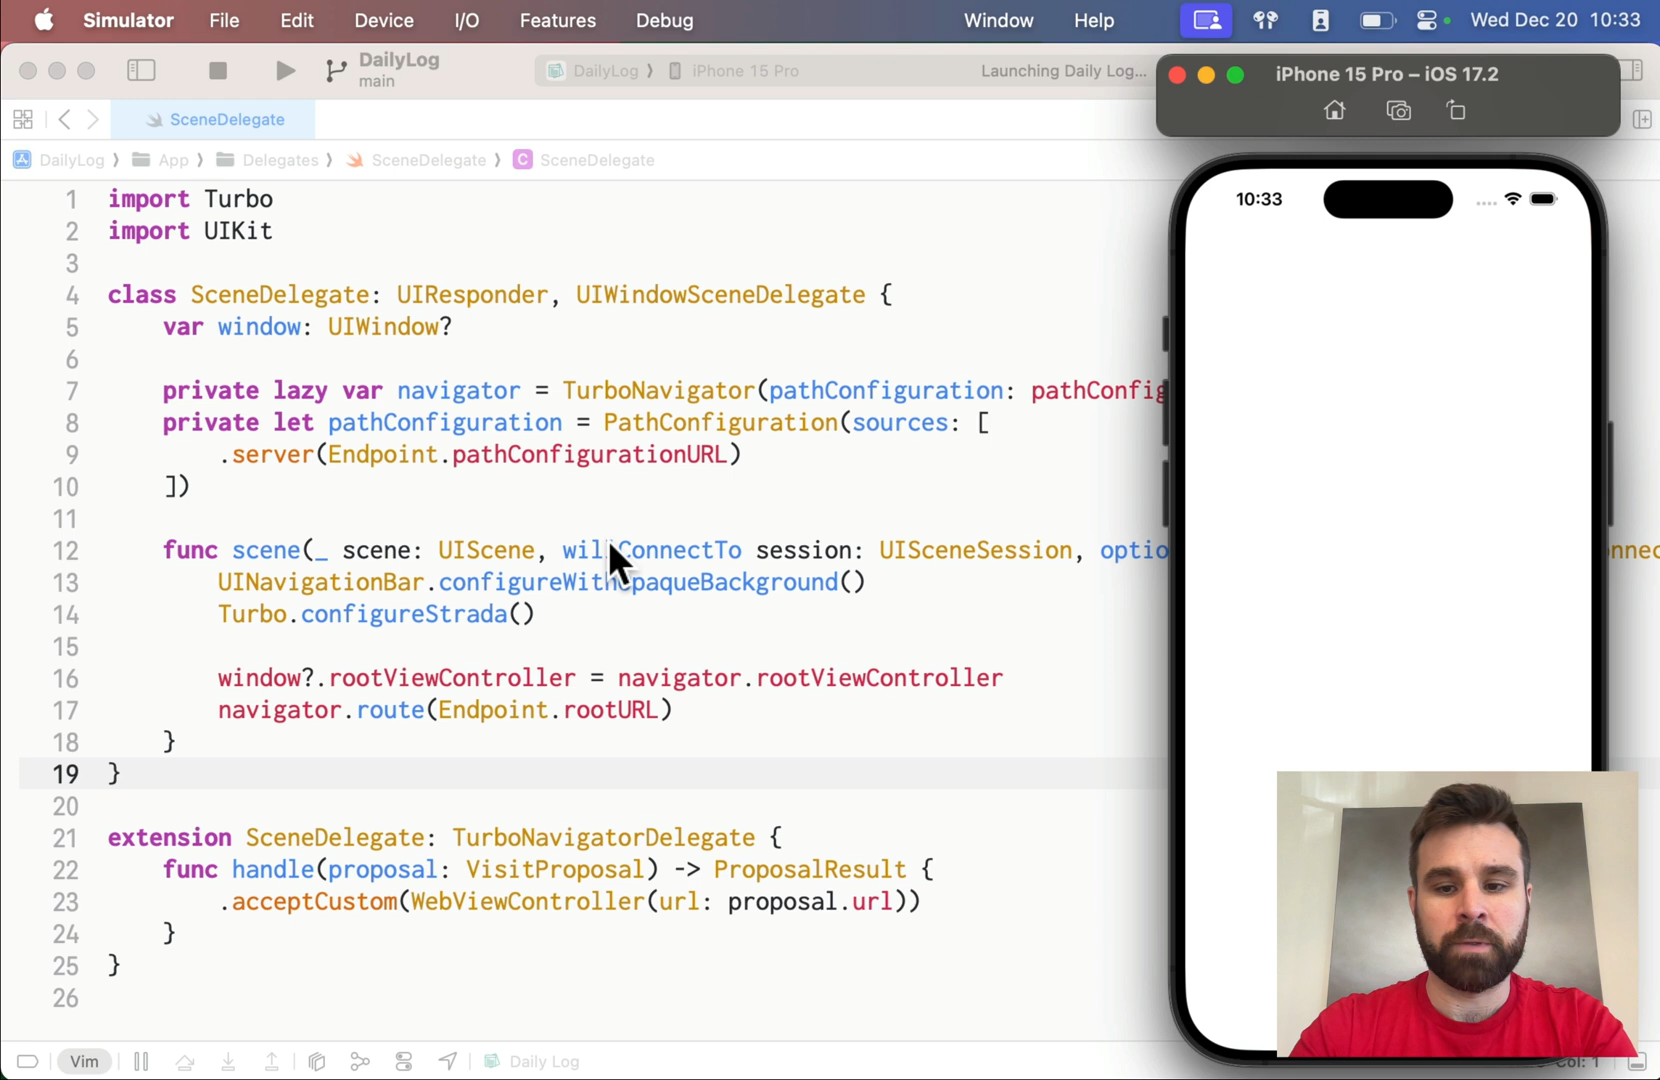 Simulator File Edit Device I/O Features Debug Window Help Wed Dec 20 10:33
DailyLog
main
DailyLog iPhone 15 Pro
Launching Daily Log...
iPhone 15 Pro – iOS 17.2
SceneDelegate
DailyLog App Delegates SceneDelegate C SceneDelegate
10:33
1 import Turbo
2 import UIKit
3
4 class SceneDelegate: UIResponder, UIWindowSceneDelegate {
5 var window: UIWindow?
6
7 private lazy var navigator = TurboNavigator(pathConfiguration: pathConfig
8 private let pathConfiguration = PathConfiguration(sources: [
9 .server(Endpoint.pathConfigurationURL)
10 ])
11
12 func scene(_ scene: UIScene, willConnectTo session: UISceneSession, optio nnec
13 UINavigationBar.configureWithOpaqueBackground()
14 Turbo.configureStrada()
15
16 window?.rootViewController = navigator.rootViewController
17 navigator.route(Endpoint.rootURL)
18 }
19 }
20
21 extension SceneDelegate: TurboNavigatorDelegate {
22 func handle(proposal: VisitProposal) -> ProposalResult {
23 .acceptCustom(WebViewController(url: proposal.url))
24 }
25 }
26
Vim Daily Log Col: 1